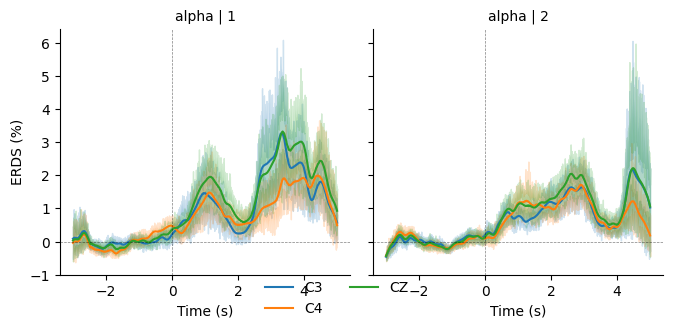 alpha | 1
alpha | 2
ERDS (%)
6
5
4
3
2
1
0
−1
−2 0 2 4
−2 0 2 4
Time (s)
Time (s)
C3
C4
CZ